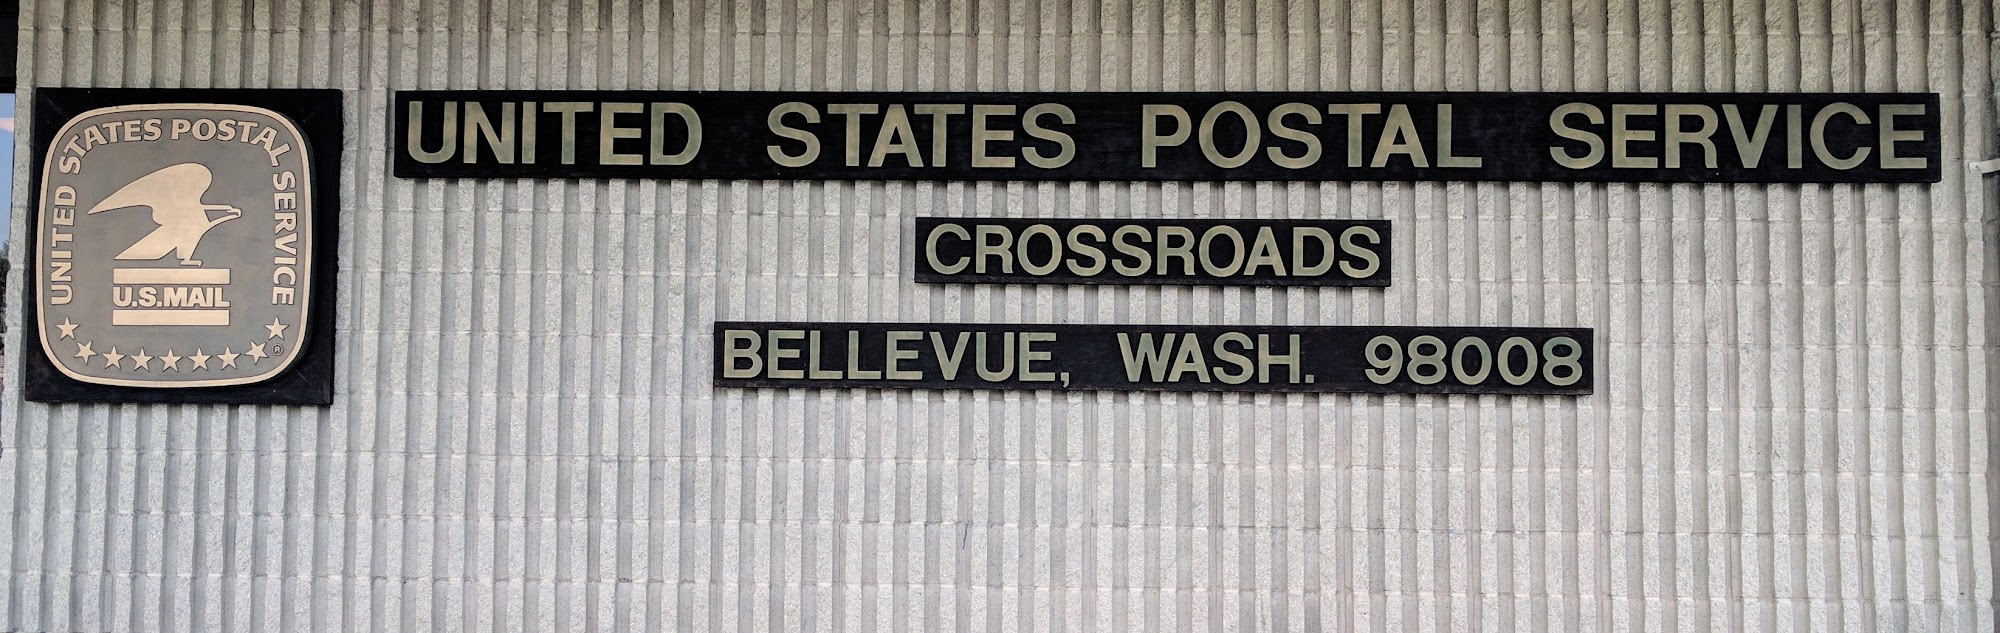 UNITED STATES POSTAL SERVICE
U.S.MAIL
®
UNITED STATES POSTAL SERVICE
CROSSROADS
BELLEVUE, WASH. 98008